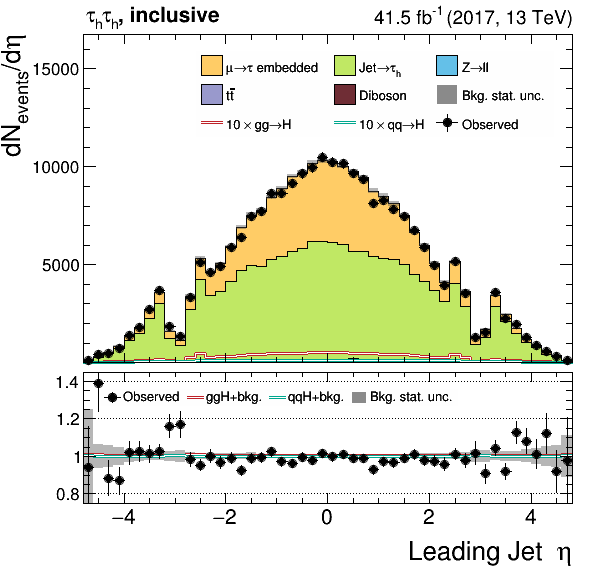 τhτh, inclusive 41.5 fb-1 (2017, 13 TeV)
dNevents/dη
15000
10000
5000
μ→τ embedded Jet→τh Z→ll
tt̅ Diboson Bkg. stat. unc.
10 × gg→H 10 × qq→H Observed
1.4
1.2
1
0.8
Observed ggH+bkg. qqH+bkg. Bkg. stat. unc.
−4 −2 0 2 4
Leading Jet η